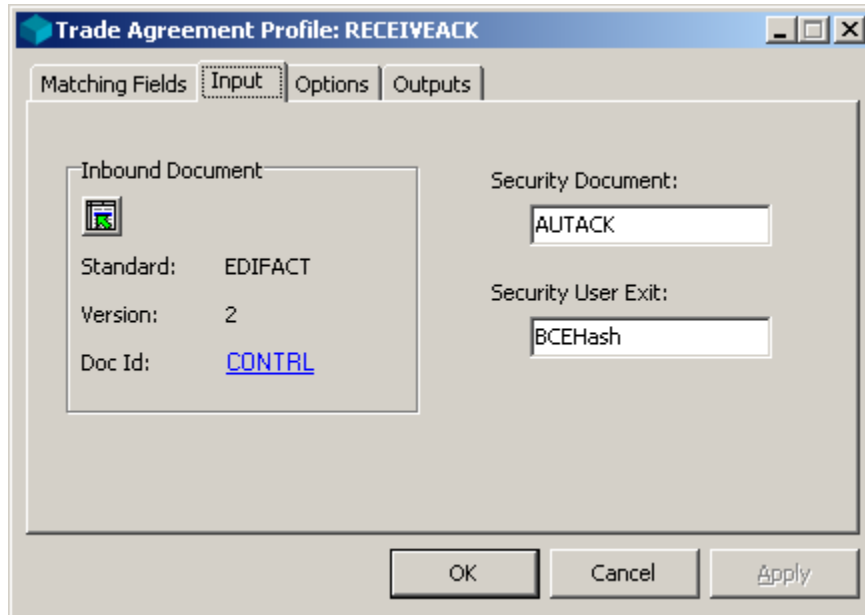 Trade Agreement Profile: RECEIVEACK
Matching Fields Input Options Outputs
Inbound Document
Standard: EDIFACT
Version: 2
Doc Id: CONTRL
Security Document:
AUTACK
Security User Exit:
BCEHash
OK Cancel Apply